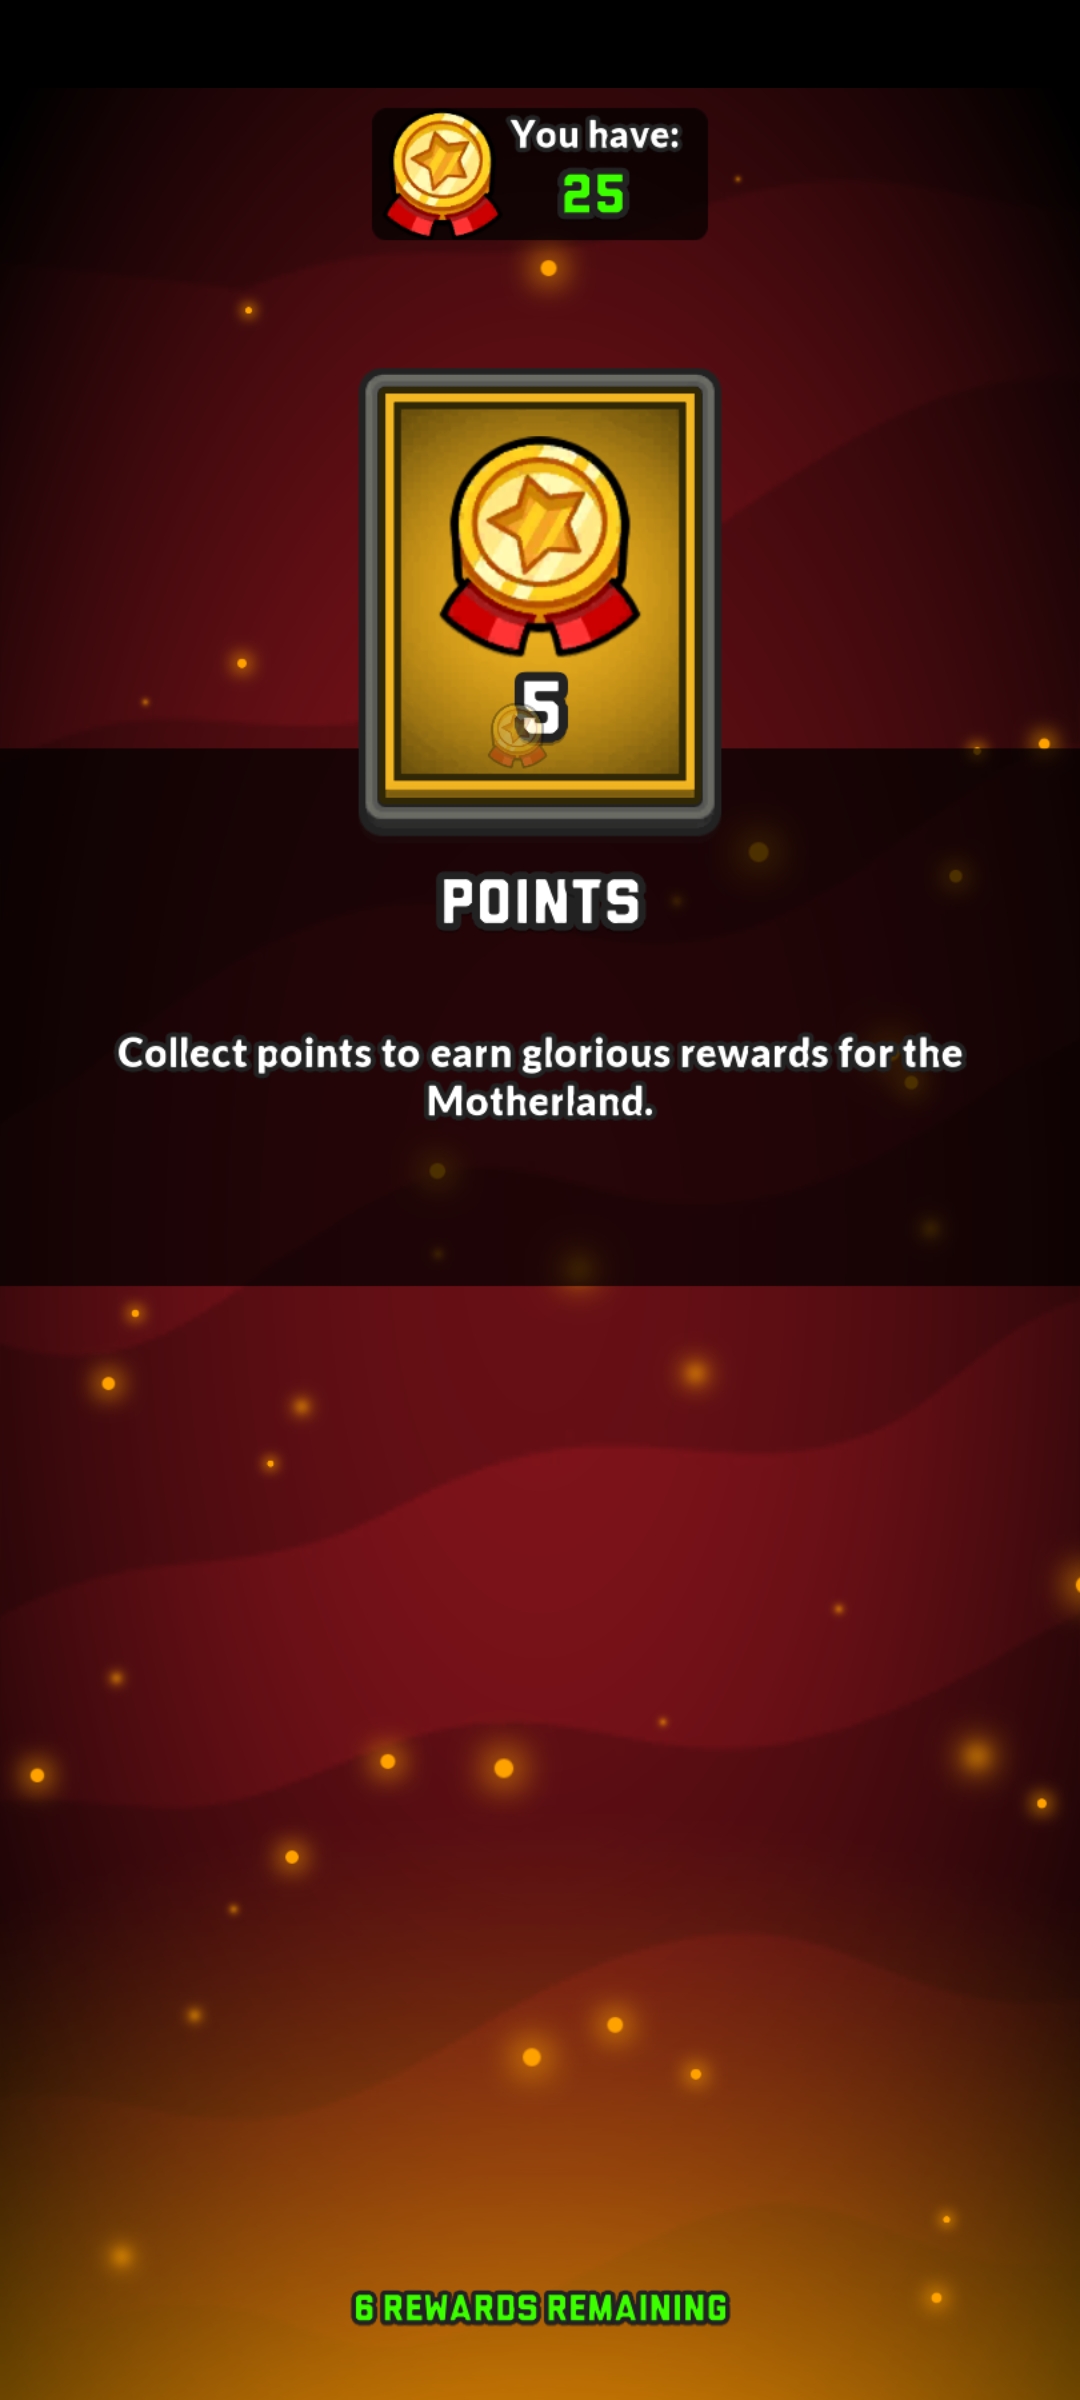 You have:
25
5
POINTS
Collect points to earn glorious rewards for the
Motherland.
6 REWARDS REMAINING